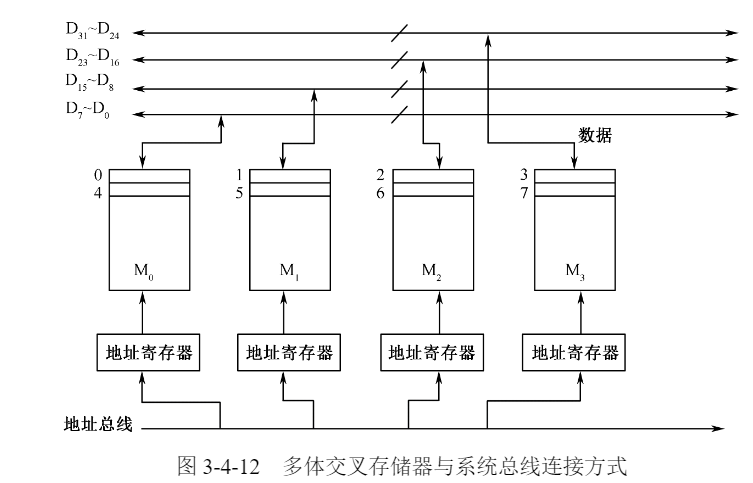 D₃₁~D₂₄
D₂₃~D₁₆
D₁₅~D₈
D₇~D₀
数据
0 1 2 3
4 5 6 7
M₀ M₁ M₂ M₃
地址寄存器 地址寄存器 地址寄存器 地址寄存器
地址总线
图 3-4-12 多体交叉存储器与系统总线连接方式